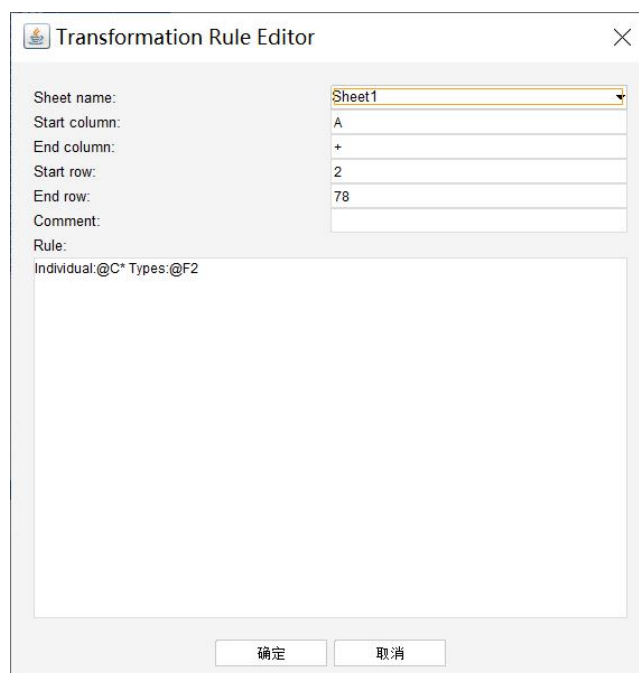 Transformation Rule Editor
Sheet name: Sheet1
Start column: A
End column: +
Start row: 2
End row: 78
Comment:
Rule:
Individual:@C* Types:@F2
确定 取消